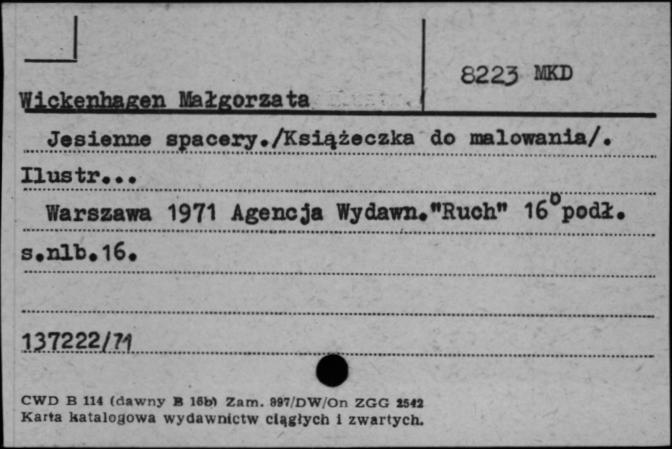 8223 MKD
Wickenhagen Małgorzata
Jesienne spacery./Książeczka do malowania/.
Ilustr...
Warszawa 1971 Agencja Wydawn."Ruch" 16° podł.
s.nlb.16.
137222/71
CWD B 114 (dawny B 16b) Zam. 997/DW/On ZGG 2542
Karta katalogowa wydawnictw ciągłych i zwartych.